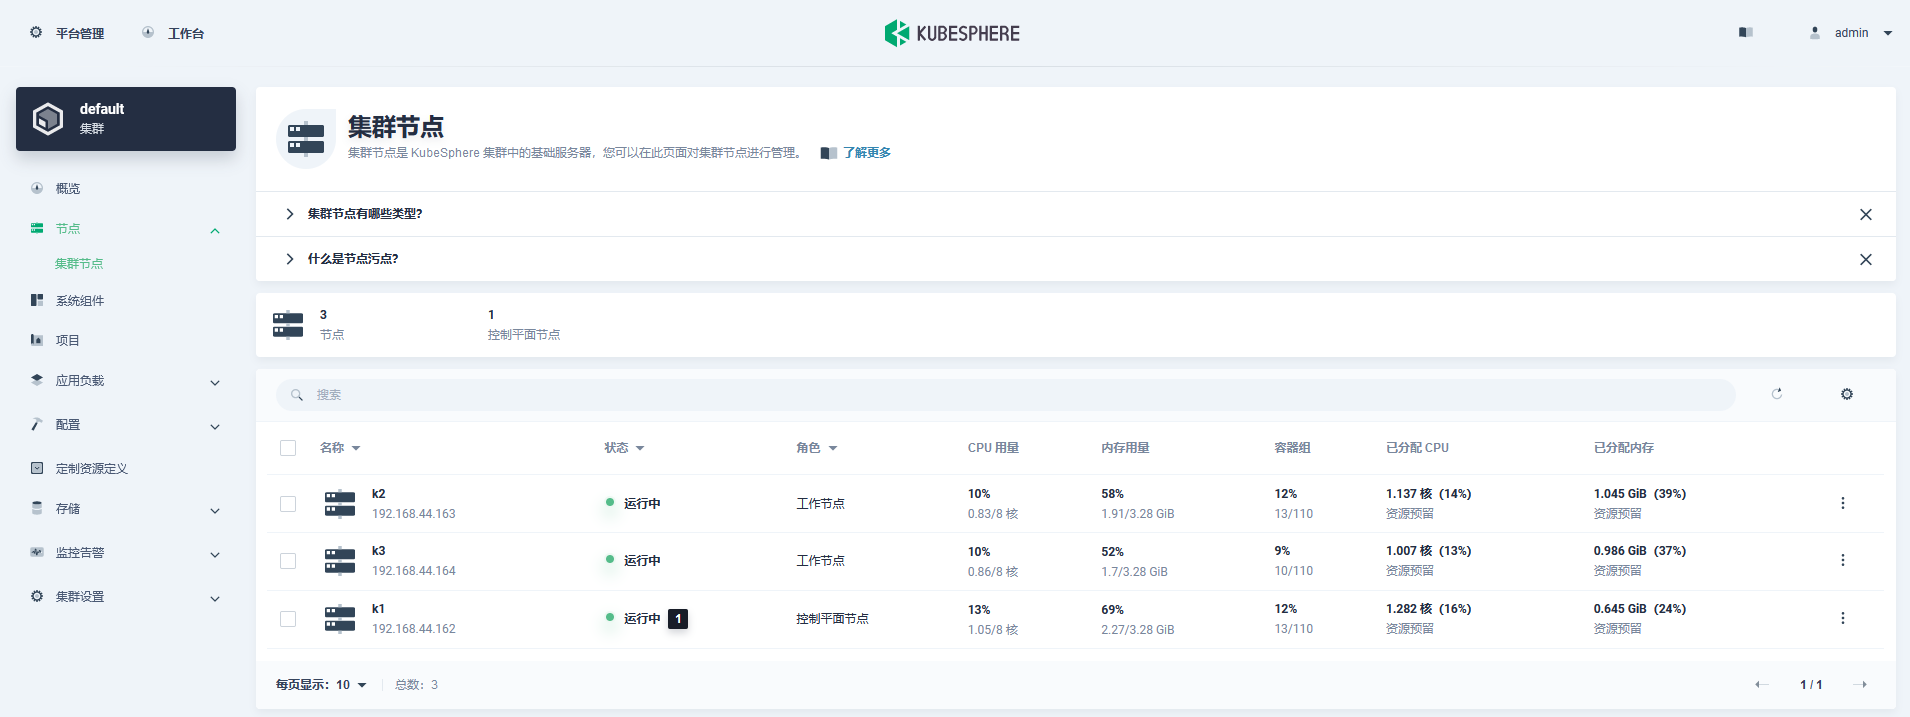 平台管理
工作台
KUBESPHERE
admin
default
集群
概览
节点
集群节点
系统组件
项目
应用负载
配置
定制资源定义
存储
监控告警
集群设置
集群节点
集群节点是 KubeSphere 集群中的基础服务器，您可以在此页面对集群节点进行管理。 了解更多
集群节点有哪些类型?
什么是节点污点?
3
节点
1
控制平面节点
搜索
名称 状态 角色 CPU 用量 内存用量 容器组 已分配 CPU 已分配内存
k2 10% 58% 12% 1.137 核 (14%) 1.045 GiB (39%)
运行中 工作节点
192.168.44.163 0.83/8 核 1.91/3.28 GiB 13/110 资源预留 资源预留
k3 10% 52% 9% 1.007 核 (13%) 0.986 GiB (37%)
运行中 工作节点
192.168.44.164 0.86/8 核 1.7/3.28 GiB 10/110 资源预留 资源预留
k1 13% 69% 12% 1.282 核 (16%) 0.645 GiB (24%)
运行中 1 控制平面节点
192.168.44.162 1.05/8 核 2.27/3.28 GiB 13/110 资源预留 资源预留
每页显示: 10 总数: 3 1 / 1